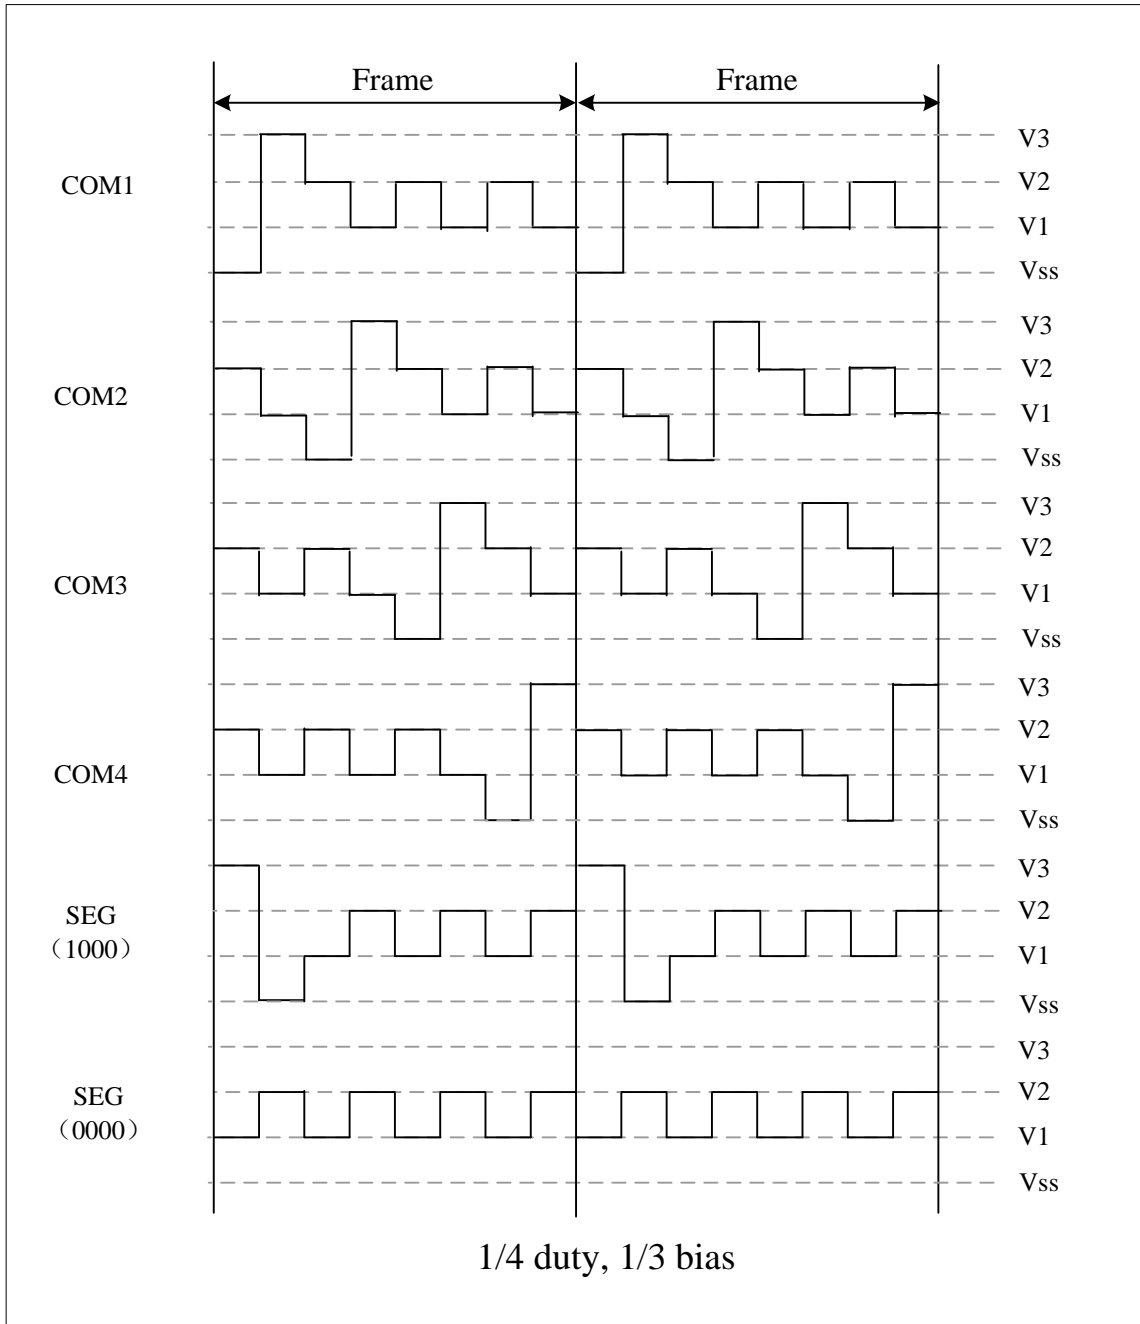 Frame Frame
COM1
V3
V2
V1
Vss
COM2
V3
V2
V1
Vss
COM3
V3
V2
V1
Vss
COM4
V3
V2
V1
Vss
SEG
（1000）
V3
V2
V1
Vss
SEG
（0000）
V3
V2
V1
Vss
1/4 duty, 1/3 bias